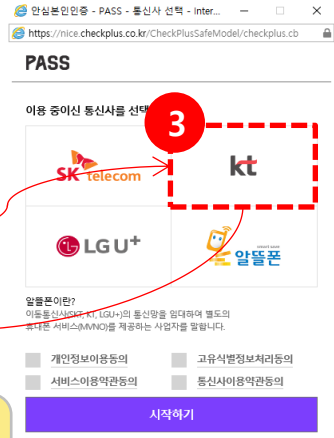 안심본인인증 - PASS - 통신사 선택 - Inter...
https://nice.checkplus.co.kr/CheckPlusSafeModel/checkplus.cb
PASS
이용 중이신 통신사를 선택
3
SK telecom
kt
LG U+
알뜰폰
알뜰폰이란?
이동통신사(SKT, KT, LGU+)의 통신망을 임대하여 별도의
휴대폰 서비스(MVNO)를 제공하는 사업자를 말합니다.
개인정보이용동의
고유식별정보처리동의
서비스이용약관동의
통신사이용약관동의
시작하기